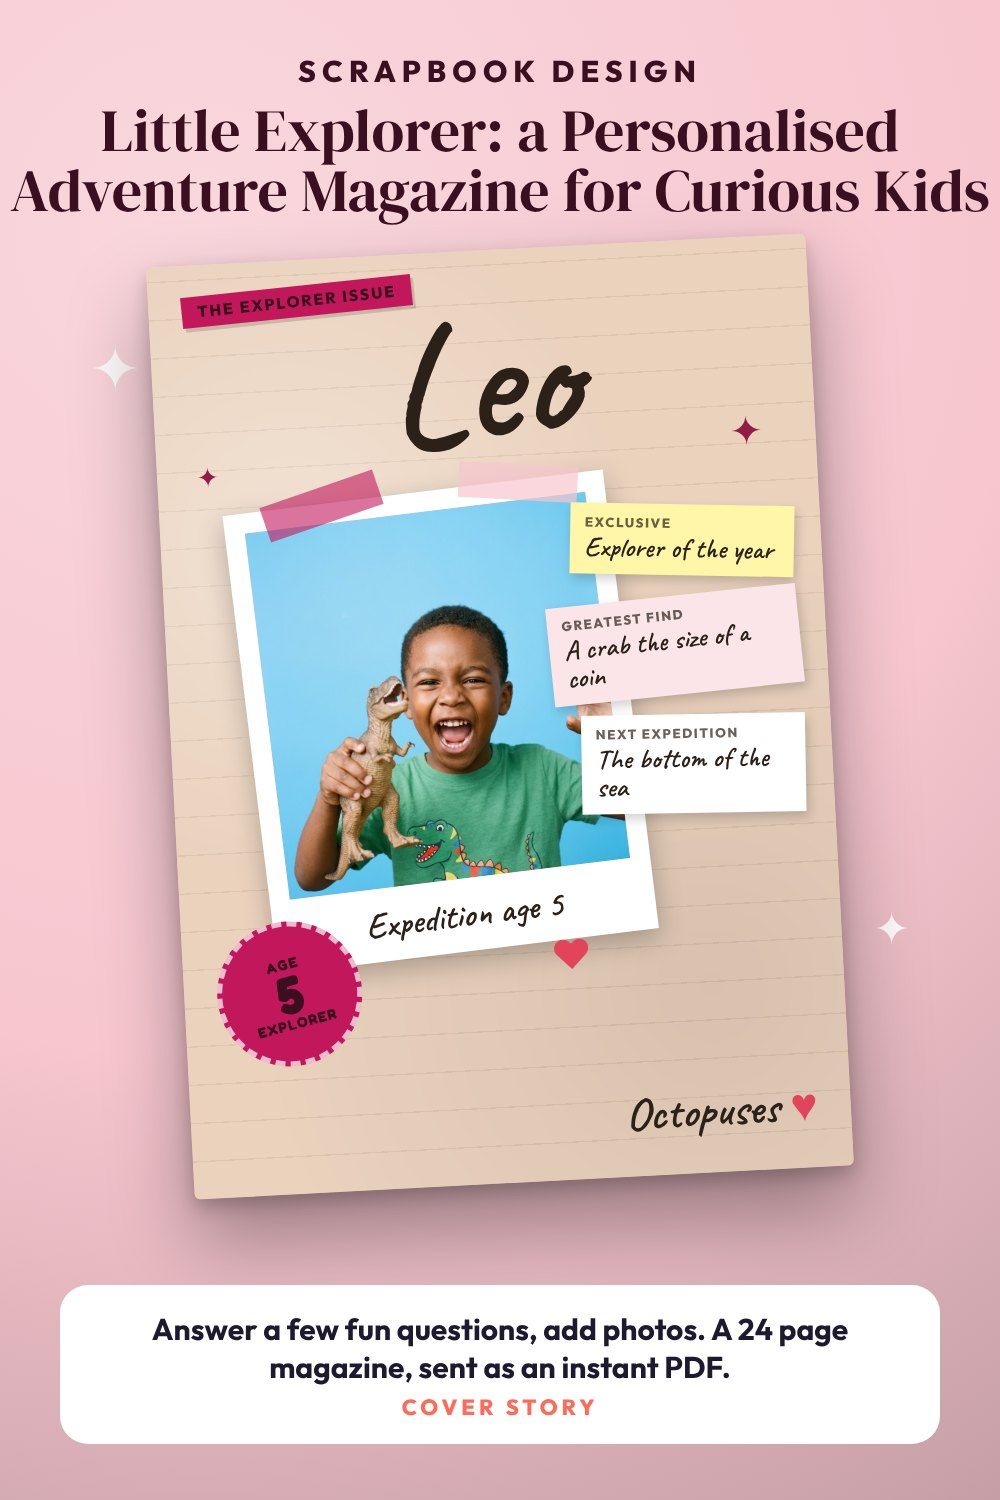 SCRAPBOOK DESIGN
Little Explorer: a Personalised
Adventure Magazine for Curious Kids
THE EXPLORER ISSUE
Leo
EXCLUSIVE
Explorer of the year
GREATEST FIND
A crab the size of a
coin
NEXT EXPEDITION
The bottom of the
sea
Expedition age 5
AGE
5
EXPLORER
Octopuses ♥
Answer a few fun questions, add photos. A 24 page
magazine, sent as an instant PDF.
COVER STORY